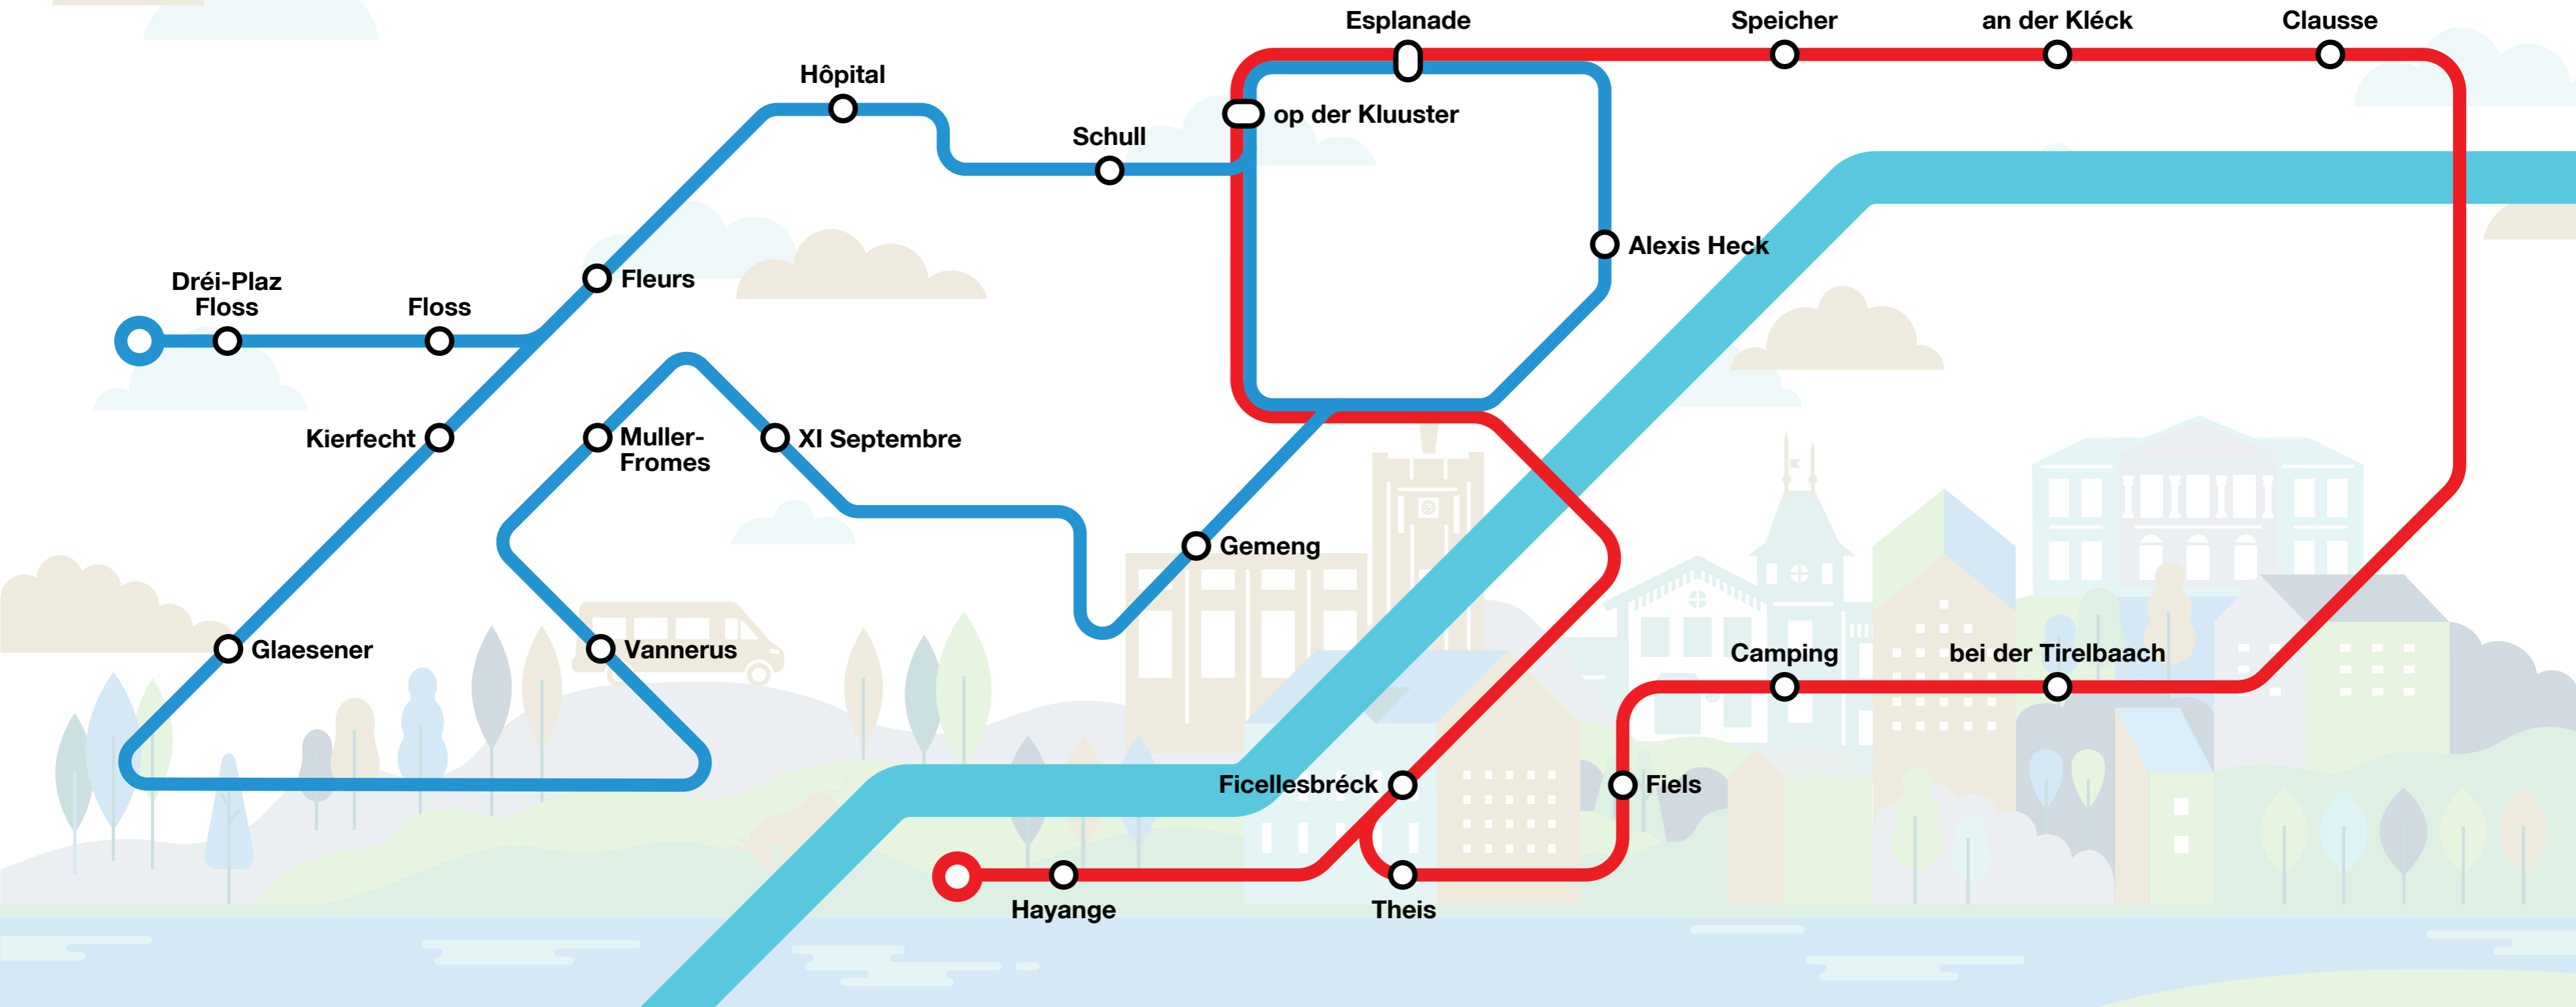 Esplanade
Speicher
an der Kléck
Clausse
Hôpital
op der Kluuster
Schull
Alexis Heck
Fleurs
Dréi-Plaz
Floss
Floss
Kierfecht
Muller-
Fromes
XI Septembre
Gemeng
Glaesener
Vannerus
Camping
bei der Tirelbaach
Ficellesbréck
Fiels
Hayange
Theis